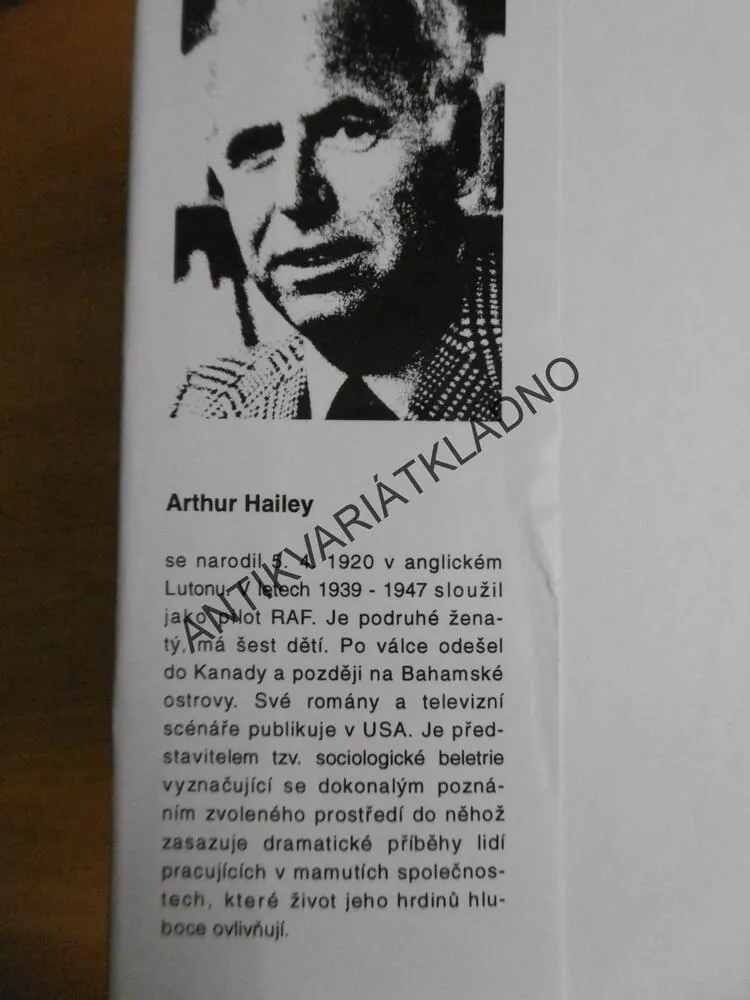 Arthur Hailey
se narodil 5. 4. 1920 v anglickém
Lutonu. V letech 1939 - 1947 sloužil
jako pilot RAF. Je podruhé žena-
tý, má šest dětí. Po válce odešel
do Kanady a později na Bahamské
ostrovy. Své romány a televizní
scénáře publikuje v USA. Je před-
stavitelem tzv. sociologické beletrie
vyznačující se dokonalým pozná-
ním zvoleného prostředí do něhož
zasazuje dramatické příběhy lidí
pracujících v mamutích společnos-
tech, které život jeho hrdinů hlu-
boce ovlivňují.
ANTIKVARIÁTKLADNO